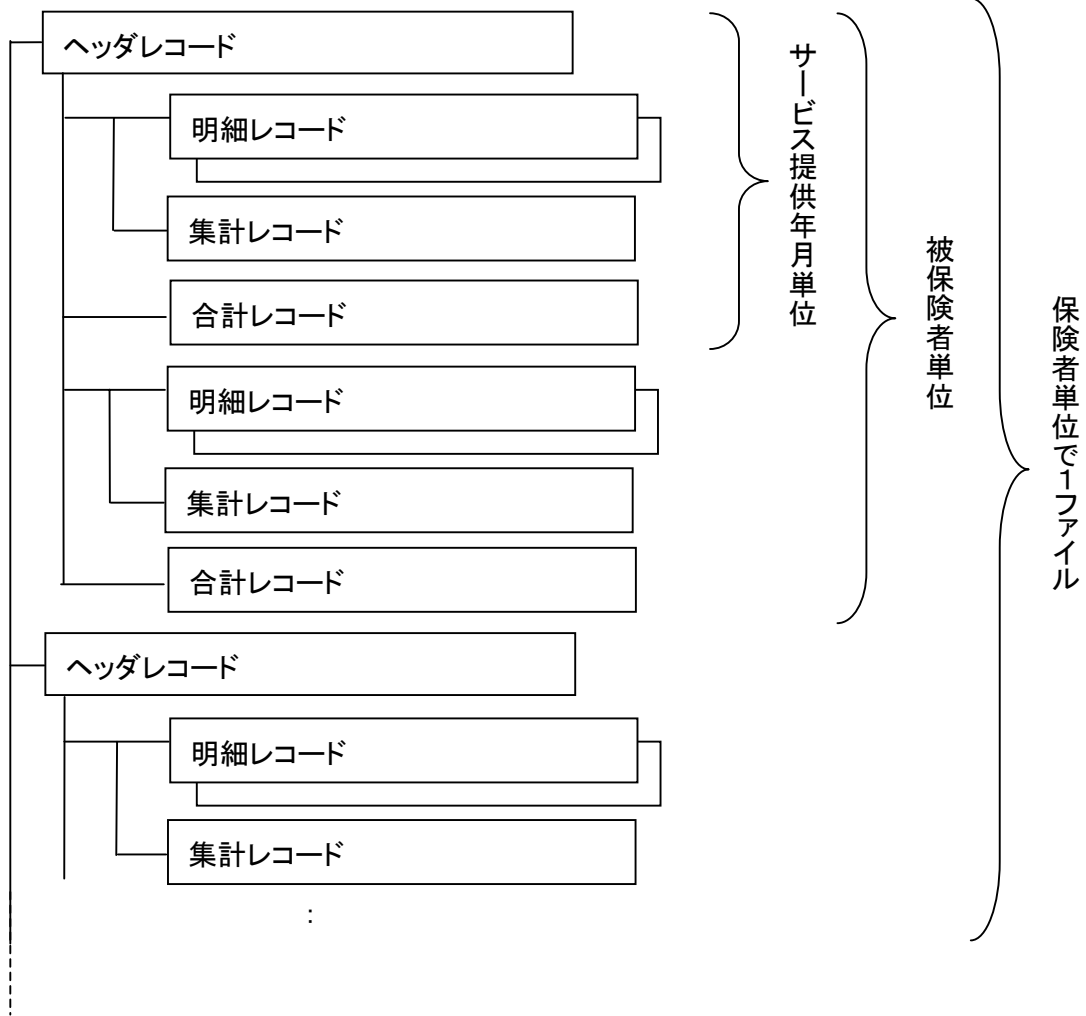 ヘッダレコード
明細レコード
集計レコード
合計レコード
明細レコード
集計レコード
合計レコード
ヘッダレコード
明細レコード
集計レコード
:
サービス提供年月単位
被保険者単位
保険者単位で1ファイル